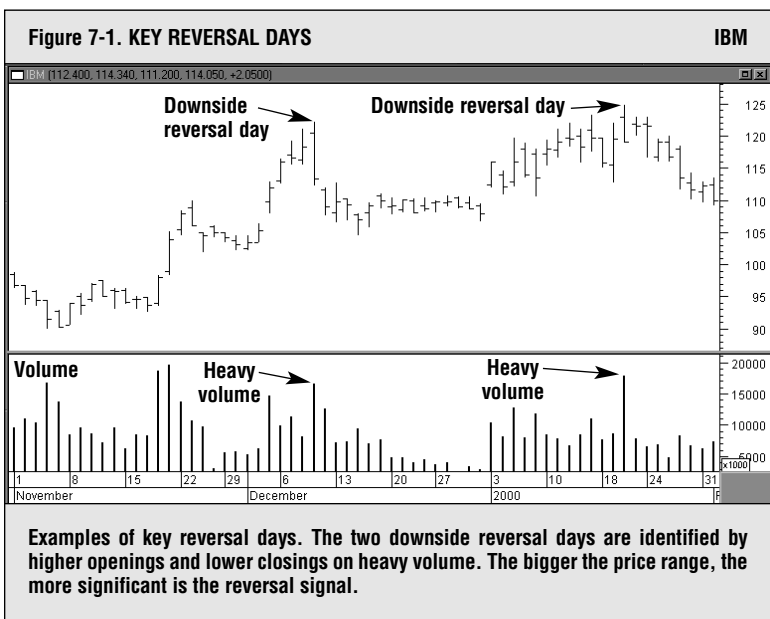 Figure 7-1. KEY REVERSAL DAYS IBM
IBM (112.400, 114.340, 111.200, 114.050, +2.0500)
Downside
reversal day
Downside reversal day
125
120
115
110
105
100
95
90
Volume
Heavy
volume
Heavy
volume
20000
15000
10000
5000
x1000
1 8 15 22 29 6 13 20 27 3 10 18 24 31
November December 2000 F
Examples of key reversal days. The two downside reversal days are identified by
higher openings and lower closings on heavy volume. The bigger the price range, the
more significant is the reversal signal.